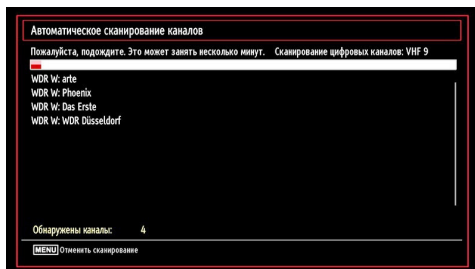 Автоматическое сканирование каналов
Пожалуйста, подождите. Это может занять несколько минут. Сканирование цифровых каналов: VHF 9
WDR W: arte
WDR W: Phoenix
WDR W: Das Erste
WDR W: WDR Düsseldorf
Обнаружены каналы: 4
MENU Отменить сканирование